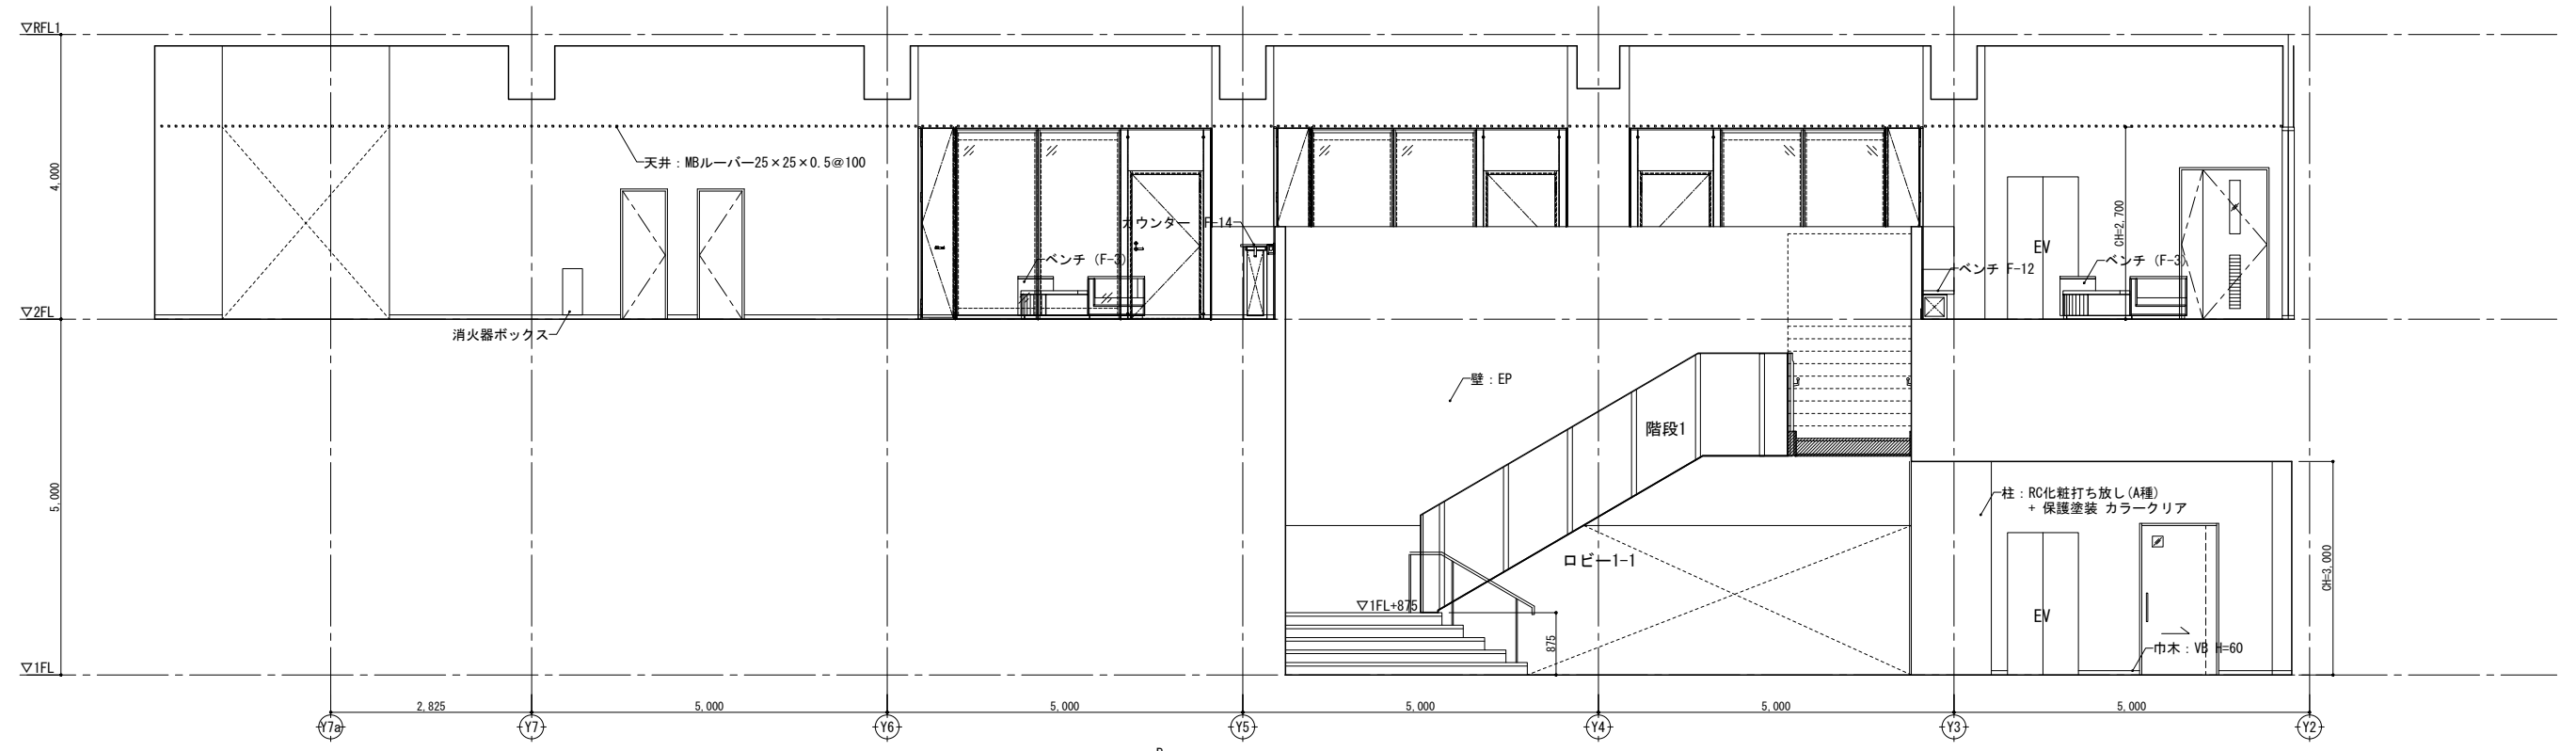 ▽RFL1
4,000
天井：MBルーバー25×25×0.5@100
カウンター F-14
ベンチ (F-3)
EV
CH=2,700
ベンチ F-12
ベンチ (F-3)
▽2FL
消火器ボックス
壁：EP
階段1
5,000
柱：RC化粧打ち放し(A種)
+ 保護塗装 カラークリア
ロビー1-1
CH=3,000
▽1FL+875
875
EV
巾木：VB H=60
▽1FL
2,825
5,000
5,000
5,000
5,000
5,000
Y7a
Y7
Y6
Y5
Y4
Y3
Y2